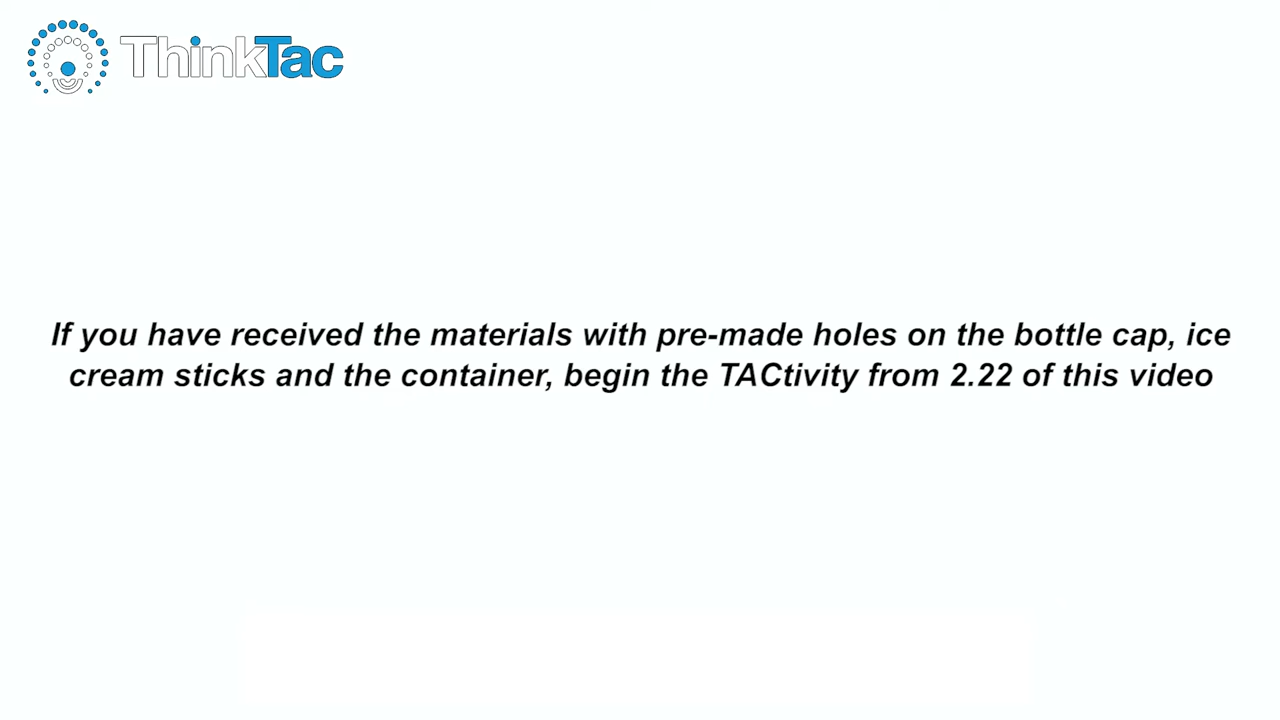 ThinkTac
If you have received the materials with pre-made holes on the bottle cap, ice
cream sticks and the container, begin the TACtivity from 2.22 of this video